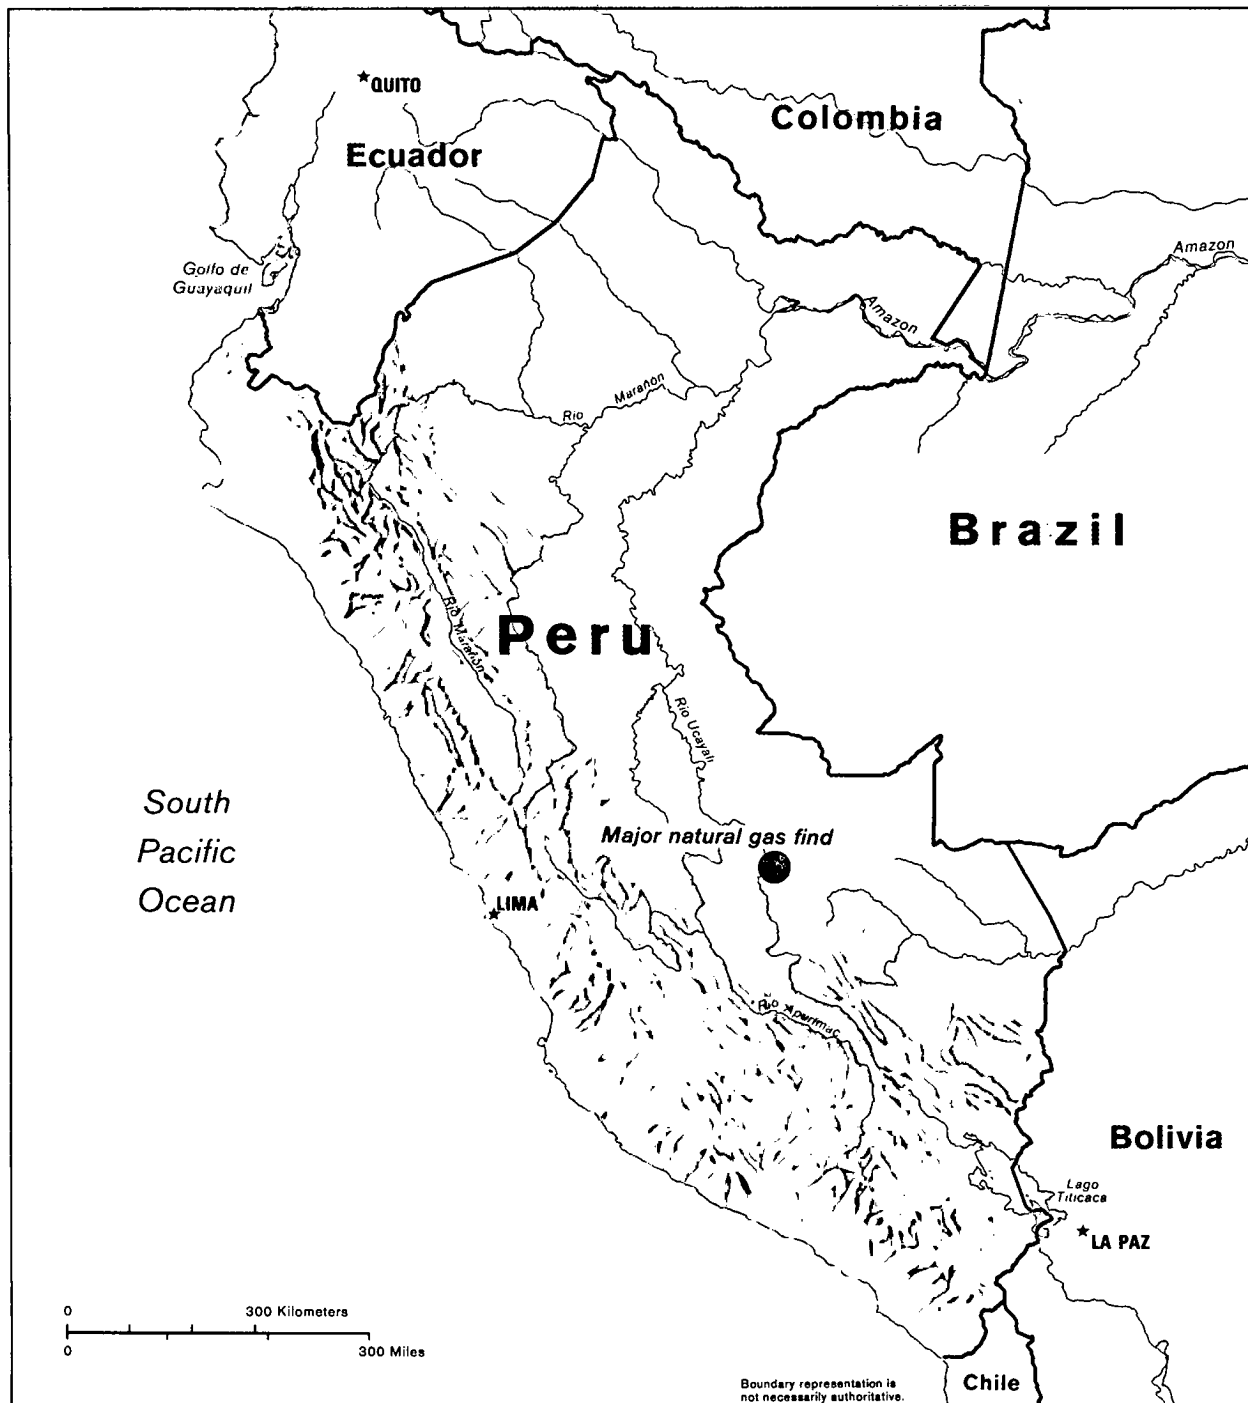 QUITO
Colombia
Ecuador
Amazon
Golfo de
Guayaquil
Amazon
Marañón
Rio
Brazil
Rio Marañón
Peru
Rio Ucayali
South
Pacific
Ocean
Major natural gas find
LIMA
Rio Apurimac
Bolivia
Lago
Titicaca
LA PAZ
0 300 Kilometers
0 300 Miles
Boundary representation is
not necessarily authoritative.
Chile